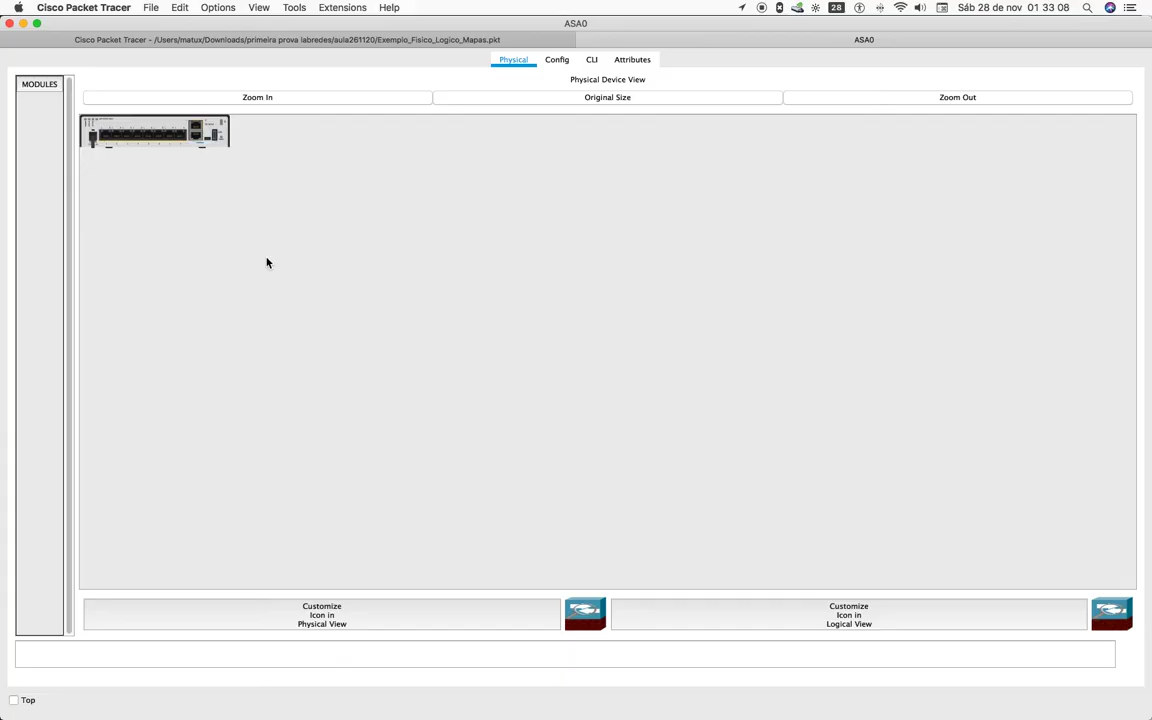 Cisco Packet Tracer File Edit Options View Tools Extensions Help 28 Sáb 28 de nov 01 33 08
ASA0
Cisco Packet Tracer - /Users/matux/Downloads/primeira prova labredes/aula261120/Exemplo_Fisico_Logico_Mapas.pkt ASA0
Physical Config CLI Attributes
MODULES
Physical Device View
Zoom In Original Size Zoom Out
Customize
Icon in
Physical View
Customize
Icon in
Logical View
Top